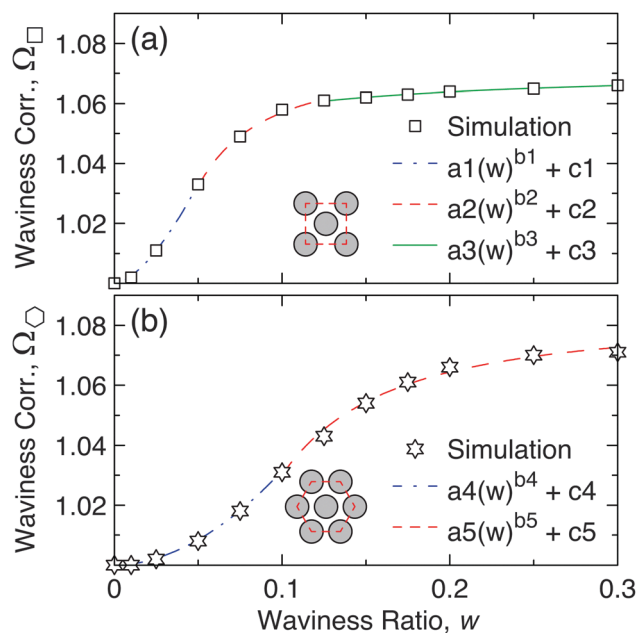 Waviness Corr., Ω□
1.08
1.06
1.04
1.02
(a)
Simulation
a1(w)^b1 + c1
a2(w)^b2 + c2
a3(w)^b3 + c3
Waviness Corr., Ω⬡
1.08
1.06
1.04
1.02
(b)
Simulation
a4(w)^b4 + c4
a5(w)^b5 + c5
0 0.1 0.2 0.3
Waviness Ratio, w